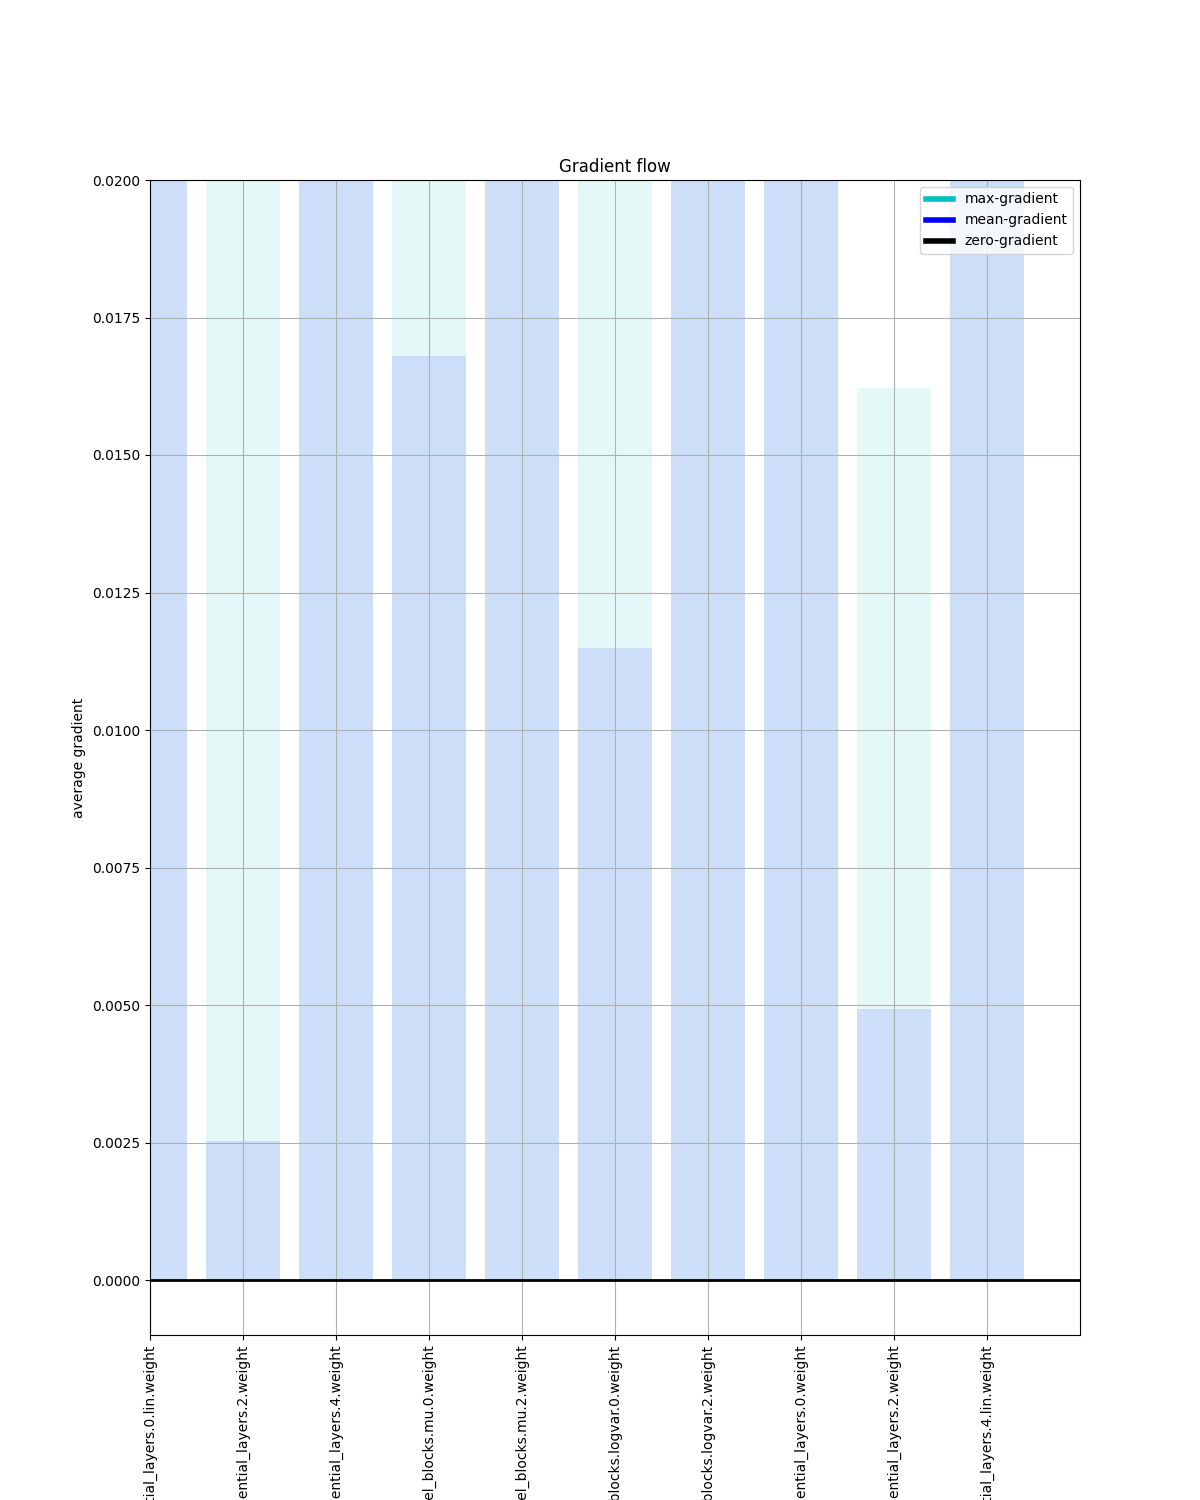 Gradient flow
max-gradient
mean-gradient
zero-gradient
0.0200
0.0175
0.0150
0.0125
0.0100
0.0075
0.0050
0.0025
0.0000
average gradient
tial_layers.0.lin.weight
ential_layers.2.weight
ential_layers.4.weight
el_blocks.mu.0.weight
el_blocks.mu.2.weight
blocks.logvar.0.weight
blocks.logvar.2.weight
ential_layers.0.weight
ential_layers.2.weight
tial_layers.4.lin.weight